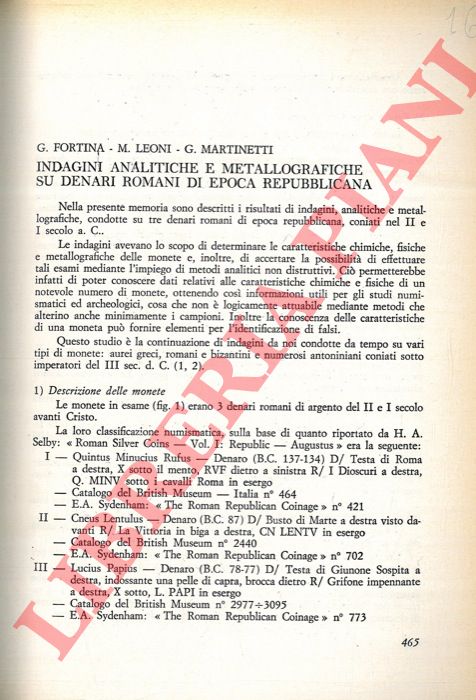 16
G. FORTINA - M. LEONI - G. MARTINETTI
INDAGINI ANALITICHE E METALLOGRAFICHE
SU DENARI ROMANI DI EPOCA REPUBBLICANA
Nella presente memoria sono descritti i risultati di indagini, analitiche e metal-
lografiche, condotte su tre denari romani di epoca repubblicana, coniati nel II e
I secolo a. C..
Le indagini avevano lo scopo di determinare le caratteristiche chimiche, fisiche
e metallografiche delle monete e, inoltre, di accertare la possibilità di effettuare
tali esami mediante l'impiego di metodi analitici non distruttivi. Ciò permetterebbe
infatti di poter conoscere dati relativi alle caratteristiche chimiche e fisiche di un
notevole numero di monete, ottenendo così informazioni utili per gli studi numi-
smatici ed archeologici, cosa che non è logicamente attuabile mediante metodi che
alterino anche minimamente i campioni. Inoltre la conoscenza delle caratteristiche
di una moneta può fornire elementi per l'identificazione di falsi.
Questo studio è la continuazione di indagini da noi condotte da tempo su vari
tipi di monete: aurei greci, romani e bizantini e numerosi antoniniani coniati sotto
imperatori del III sec. d. C. (1, 2).
1) Descrizione delle monete
Le monete in esame (fig. 1) erano 3 denari romani di argento del II e I secolo
avanti Cristo.
La loro classificazione numismatica, sulla base di quanto riportato da H. A.
Selby: « Roman Silver Coins — Vol. I: Republic — Augustus » era la seguente:
I — Quintus Minucius Rufus — Denaro (B.C. 137-134) D/ Testa di Roma
a destra, X sotto il mento, RVF dietro a sinistra R/ I Dioscuri a destra,
Q. MINV sotto i cavalli Roma in esergo
— Catalogo del British Museum — Italia n° 464
— E.A. Sydenham: « The Roman Republican Coinage » n° 421
II — Cneus Lentulus — Denaro (B.C. 87) D/ Busto di Marte a destra visto da-
vanti R/ La Vittoria in biga a destra, CN LENTV in esergo
— Catalogo del British Museum n° 2440
— E.A. Sydenham: « The Roman Republican Coinage » n° 702
III — Lucius Papius — Denaro (B.C. 78-77) D/ Testa di Giunone Sospita a
destra, indossante una pelle di capra, brocca dietro R/ Grifone impennante
a destra, X sotto, L. PAPI in esergo
— Catalogo del British Museum n° 2977÷3095
— E.A. Sydenham: « The Roman Republican Coinage » n° 773
465
LIBRERIA PIANI